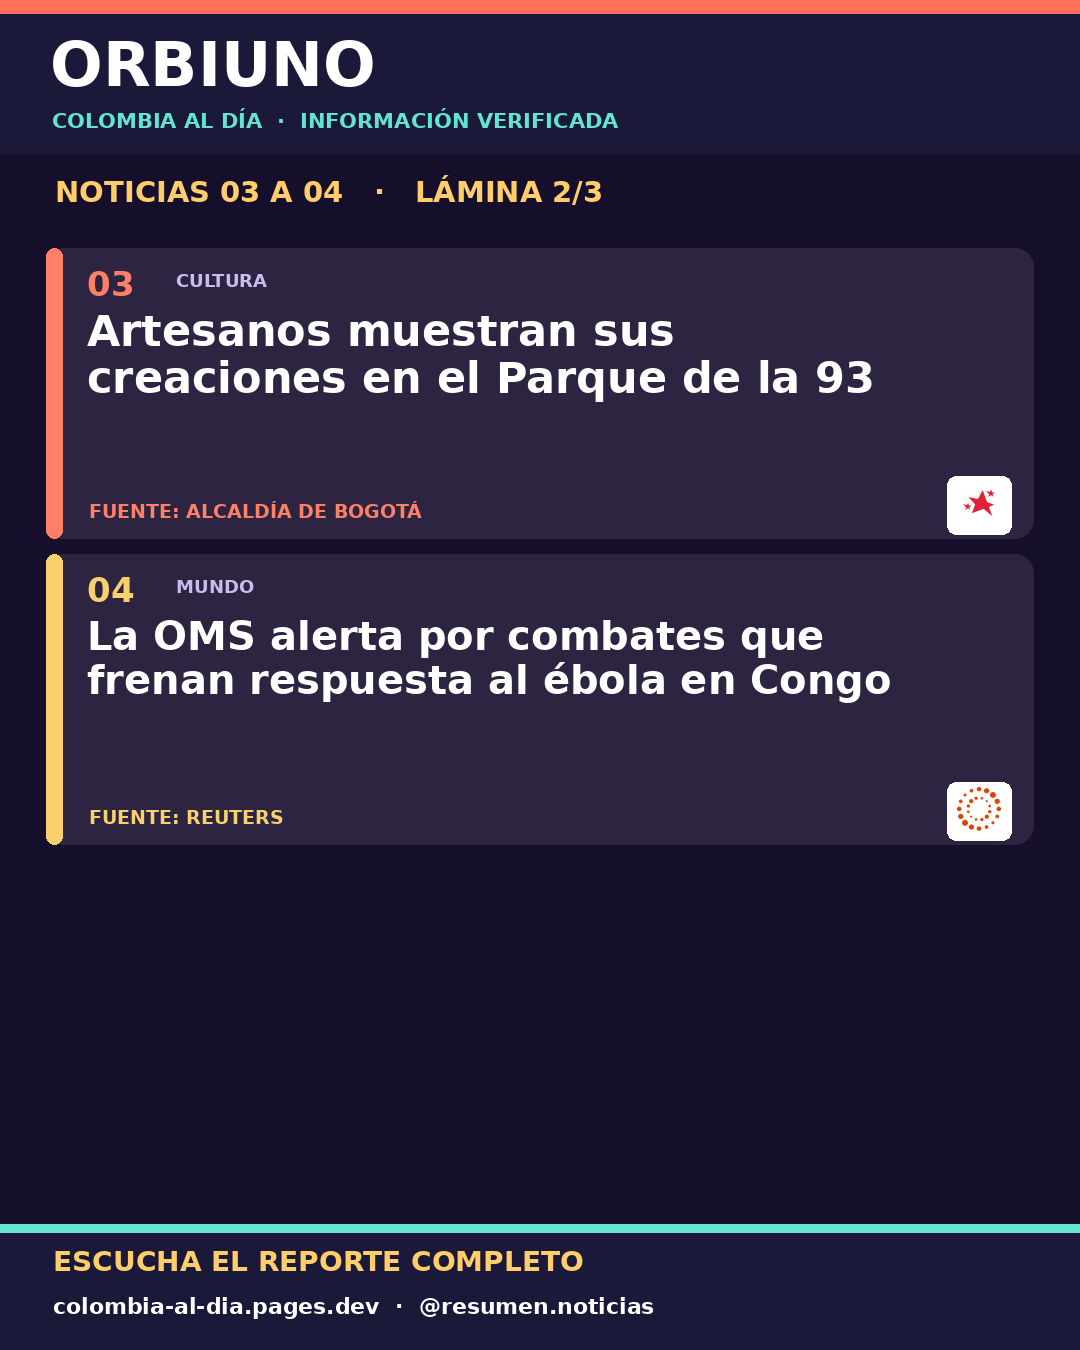 ORBIUNO
COLOMBIA AL DÍA · INFORMACIÓN VERIFICADA
NOTICIAS 03 A 04 · LÁMINA 2/3
03 CULTURA
Artesanos muestran sus
creaciones en el Parque de la 93
FUENTE: ALCALDÍA DE BOGOTÁ
04 MUNDO
La OMS alerta por combates que
frenan respuesta al ébola en Congo
FUENTE: REUTERS
ESCUCHA EL REPORTE COMPLETO
colombia-al-dia.pages.dev · @resumen.noticias